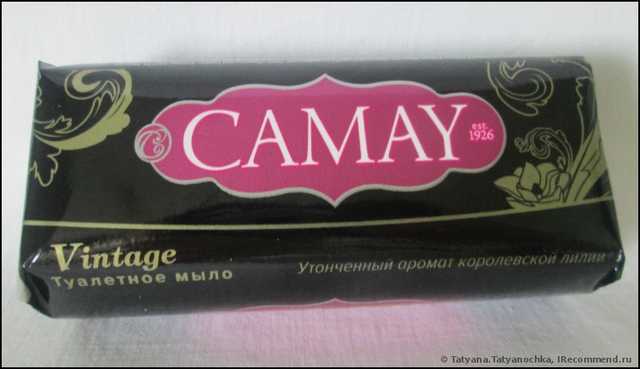 CAMAY
est.
1926
Vintage
Туалетное мыло
Утонченный аромат королевской лилии
© Tatyana.Tatyanochka, IRecommend.ru